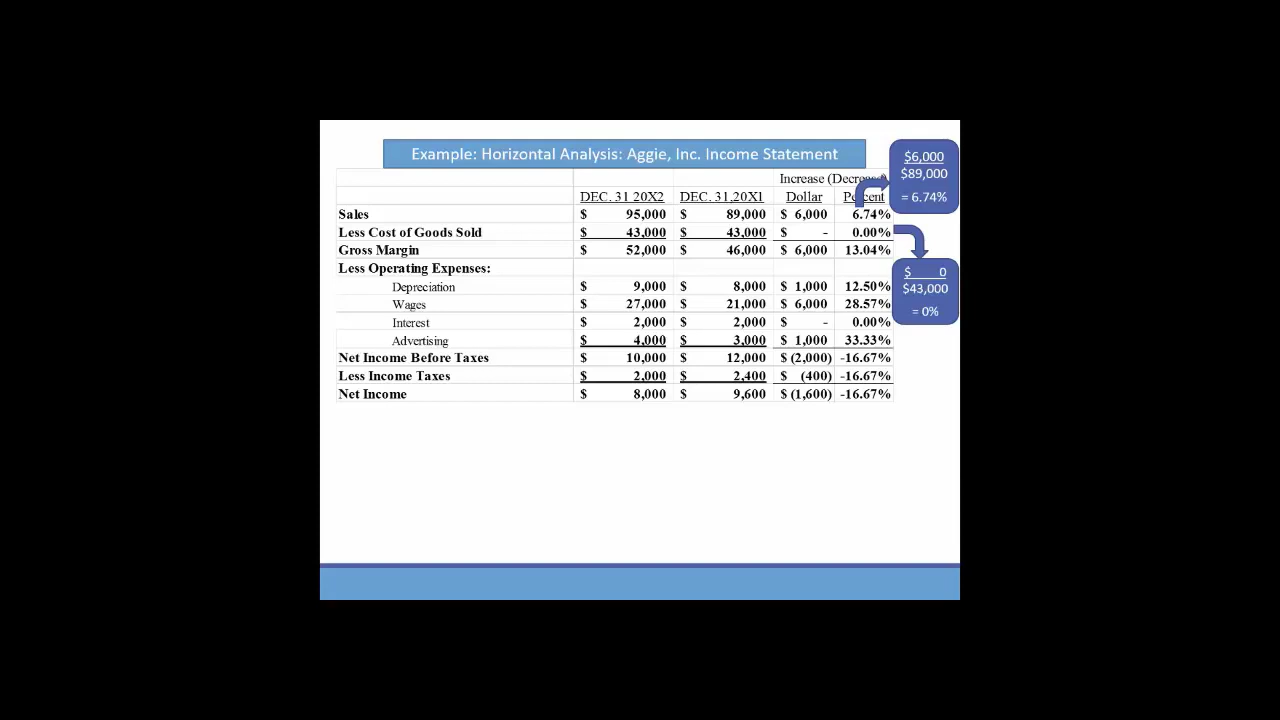 Example: Horizontal Analysis: Aggie, Inc. Income Statement
Increase (Decrease)
DEC. 31 20X2 DEC. 31,20X1 Dollar Percent
Sales $ 95,000 $ 89,000 $ 6,000 6.74%
Less Cost of Goods Sold $ 43,000 $ 43,000 $ - 0.00%
Gross Margin $ 52,000 $ 46,000 $ 6,000 13.04%
Less Operating Expenses:
Depreciation $ 9,000 $ 8,000 $ 1,000 12.50%
Wages $ 27,000 $ 21,000 $ 6,000 28.57%
Interest $ 2,000 $ 2,000 $ - 0.00%
Advertising $ 4,000 $ 3,000 $ 1,000 33.33%
Net Income Before Taxes $ 10,000 $ 12,000 $ (2,000) -16.67%
Less Income Taxes $ 2,000 $ 2,400 $ (400) -16.67%
Net Income $ 8,000 $ 9,600 $ (1,600) -16.67%
$6,000
$89,000
= 6.74%
$ 0
$43,000
= 0%